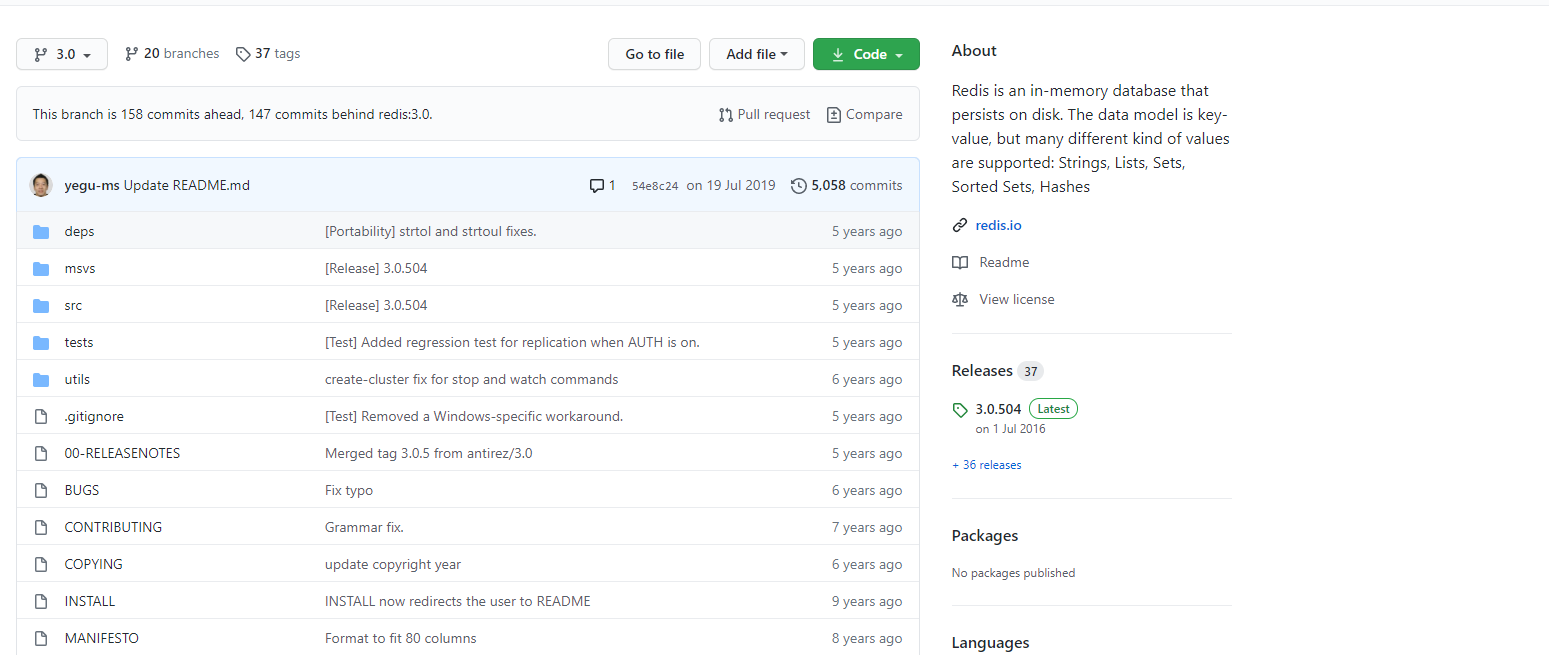 3.0
20 branches
37 tags
Go to file
Add file
Code
This branch is 158 commits ahead, 147 commits behind redis:3.0.
Pull request
Compare
yegu-ms Update README.md
1
54e8c24 on 19 Jul 2019
5,058 commits
deps [Portability] strtol and strtoul fixes. 5 years ago
msvs [Release] 3.0.504 5 years ago
src [Release] 3.0.504 5 years ago
tests [Test] Added regression test for replication when AUTH is on. 5 years ago
utils create-cluster fix for stop and watch commands 6 years ago
.gitignore [Test] Removed a Windows-specific workaround. 5 years ago
00-RELEASENOTES Merged tag 3.0.5 from antirez/3.0 5 years ago
BUGS Fix typo 6 years ago
CONTRIBUTING Grammar fix. 7 years ago
COPYING update copyright year 6 years ago
INSTALL INSTALL now redirects the user to README 9 years ago
MANIFESTO Format to fit 80 columns 8 years ago
About
Redis is an in-memory database that
persists on disk. The data model is key-
value, but many different kind of values
are supported: Strings, Lists, Sets,
Sorted Sets, Hashes
redis.io
Readme
View license
Releases 37
3.0.504 Latest
on 1 Jul 2016
+ 36 releases
Packages
No packages published
Languages